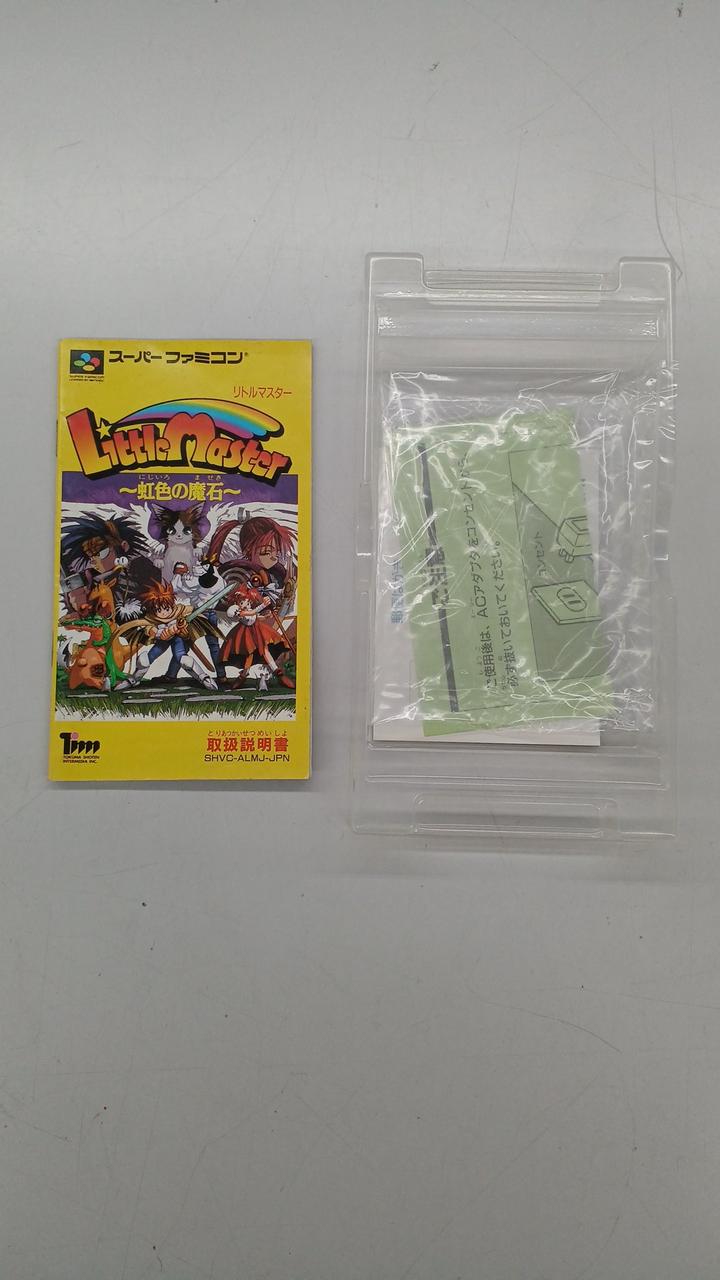 スーパーファミコン®
SUPER FAMICOM
リトルマスター
Little Master
にじいろ ま せき
～虹色の魔石～
Tim
TOKUMA SHOTEN
INTERMEDIA INC.
とりあつかいせつめいしょ
取扱説明書
SHVC-ALMJ-JPN
ご注意
ご使用後は、ACアダプタをコンセントから
必ず抜いておいてください。
コンセント